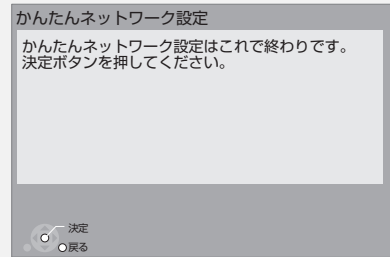 かんたんネットワーク設定
かんたんネットワーク設定はこれで終わりです。
決定ボタンを押してください。
決定
戻る